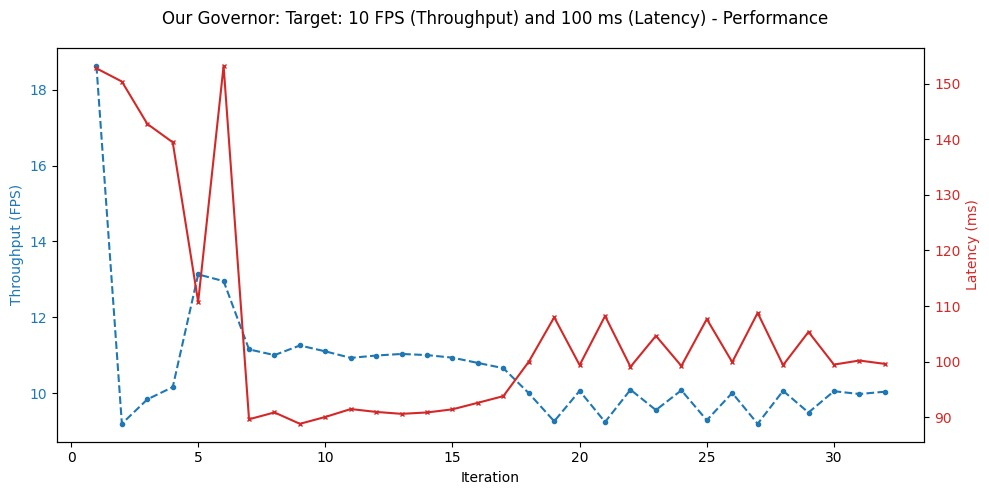 Our Governor: Target: 10 FPS (Throughput) and 100 ms (Latency) - Performance
Throughput (FPS)
18
16
14
12
10
150
140
130
120
110
100
90
Latency (ms)
0 5 10 15 20 25 30
Iteration